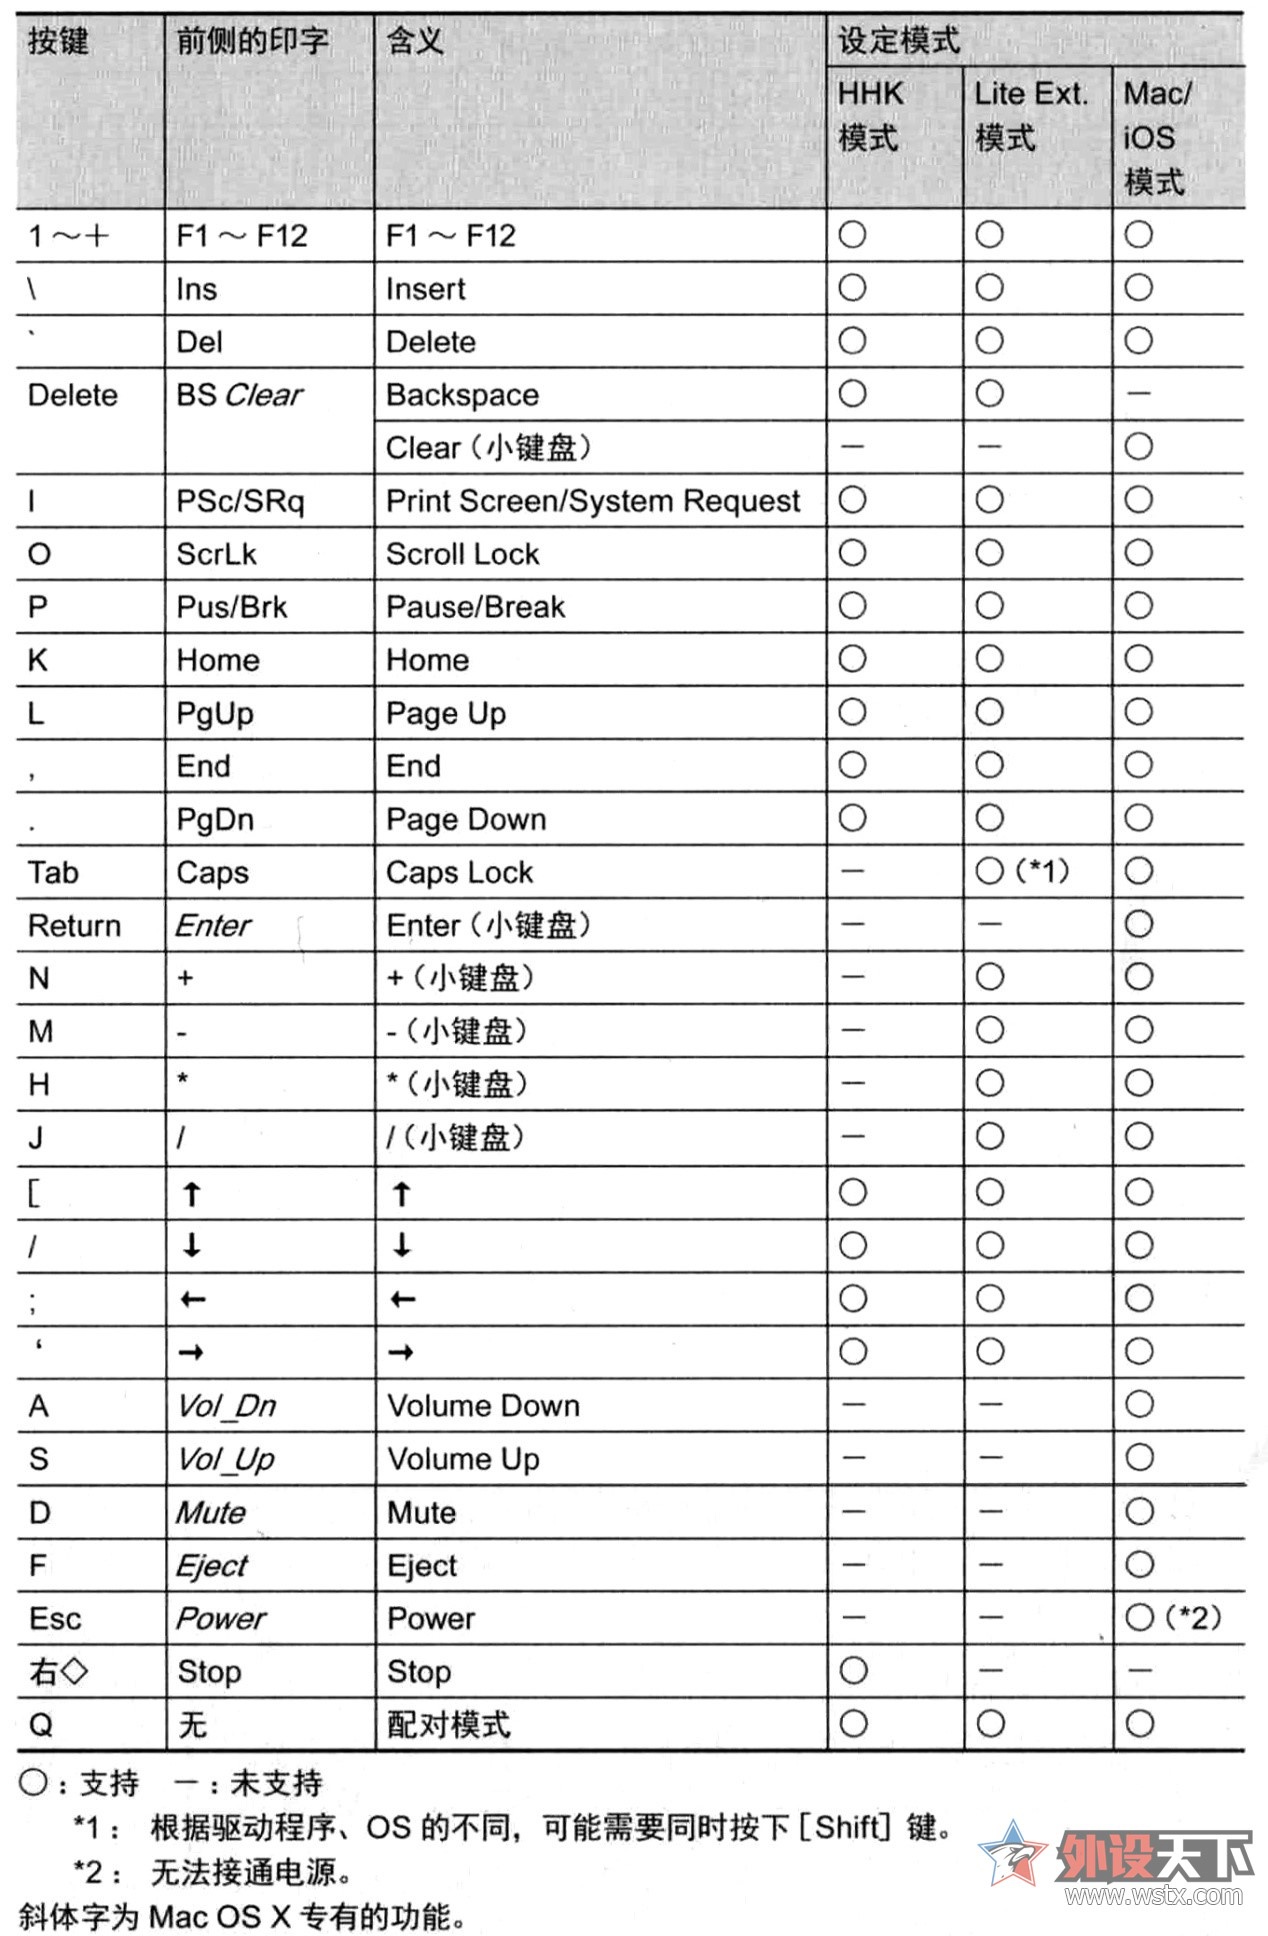 按键 前侧的印字 含义 设定模式
HHK 模式 Lite Ext. 模式 Mac/ iOS 模式
1～＋ F1～F12 F1～F12 ○ ○ ○
\ Ins Insert ○ ○ ○
` Del Delete ○ ○ ○
Delete BS Clear Backspace ○ ○ －
Clear（小键盘） － － ○
I PSc/SRq Print Screen/System Request ○ ○ ○
O ScrLk Scroll Lock ○ ○ ○
P Pus/Brk Pause/Break ○ ○ ○
K Home Home ○ ○ ○
L PgUp Page Up ○ ○ ○
, End End ○ ○ ○
. PgDn Page Down ○ ○ ○
Tab Caps Caps Lock － ○（*1） ○
Return Enter Enter（小键盘） － － ○
N + +（小键盘） － ○ ○
M - -（小键盘） － ○ ○
H * *（小键盘） － ○ ○
J / /（小键盘） － ○ ○
[ ↑ ↑ ○ ○ ○
/ ↓ ↓ ○ ○ ○
; ← ← ○ ○ ○
‘ → → ○ ○ ○
A Vol_Dn Volume Down － － ○
S Vol_Up Volume Up － － ○
D Mute Mute － － ○
F Eject Eject － － ○
Esc Power Power － － ○（*2）
右◇ Stop Stop ○ － －
Q 无 配对模式 ○ ○ ○
○：支持 －：未支持
*1： 根据驱动程序、OS 的不同，可能需要同时按下［Shift］键。
*2： 无法接通电源。
斜体字为 Mac OS X 专有的功能。
外设天下
www.wstx.com